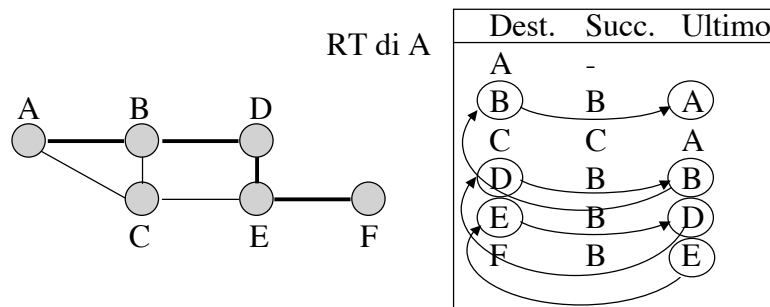 RT di A
Dest. Succ. Ultimo
A -
B B A
C C A
D B B
E B D
F B E
A B D
C E F